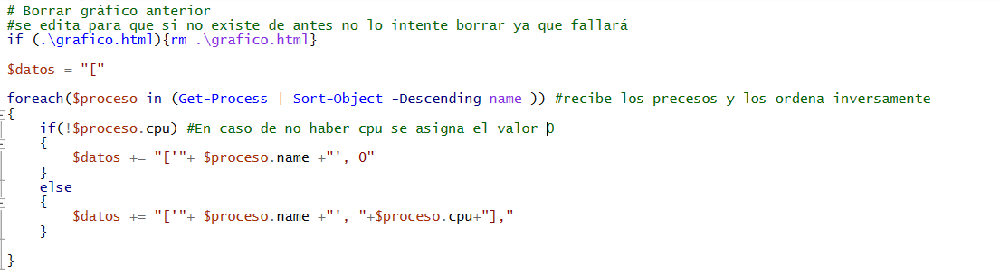 # Borrar gráfico anterior
#se edita para que si no existe de antes no lo intente borrar ya que fallará
if (.\grafico.html){rm .\grafico.html}
$datos = "["
foreach($proceso in (Get-Process | Sort-Object -Descending name )) #recibe los precesos y los ordena inversamente
{
    if(!$proceso.cpu) #En caso de no haber cpu se asigna el valor 0
    {
        $datos += "['"+ $proceso.name +"', 0"
    }
    else
    {
        $datos += "['"+ $proceso.name +"', "+$proceso.cpu+"],"
    }
}